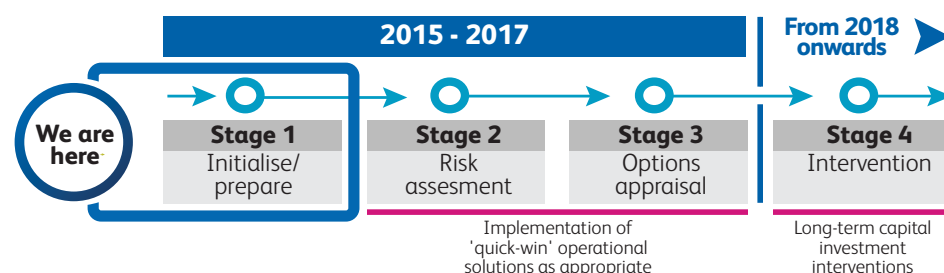 2015 - 2017
From 2018
onwards
We are
here
Stage 1
Initialise/
prepare
Stage 2
Risk
assesment
Stage 3
Options
appraisal
Stage 4
Intervention
Implementation of
'quick-win' operational
solutions as appropriate
Long-term capital
investment
interventions